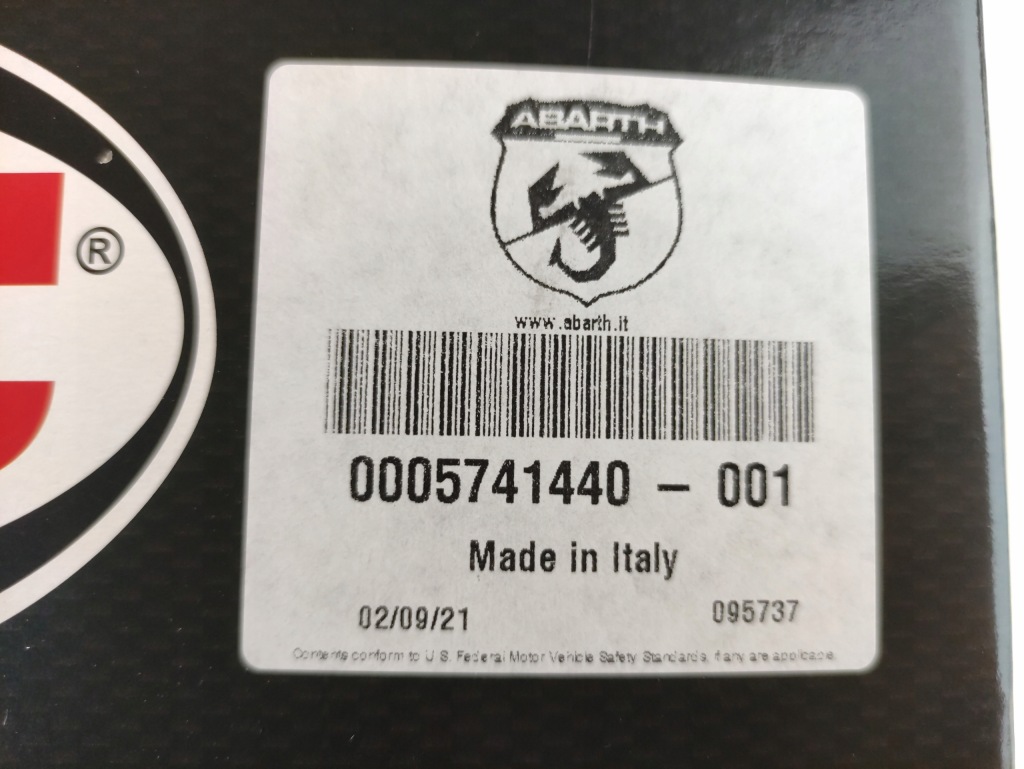 ®
ABARTH
www.abarth.it
0005741440 – 001
Made in Italy
02/09/21 095737
Contents conform to U.S. Federal Motor Vehicle Safety Standards, if any are applicable.